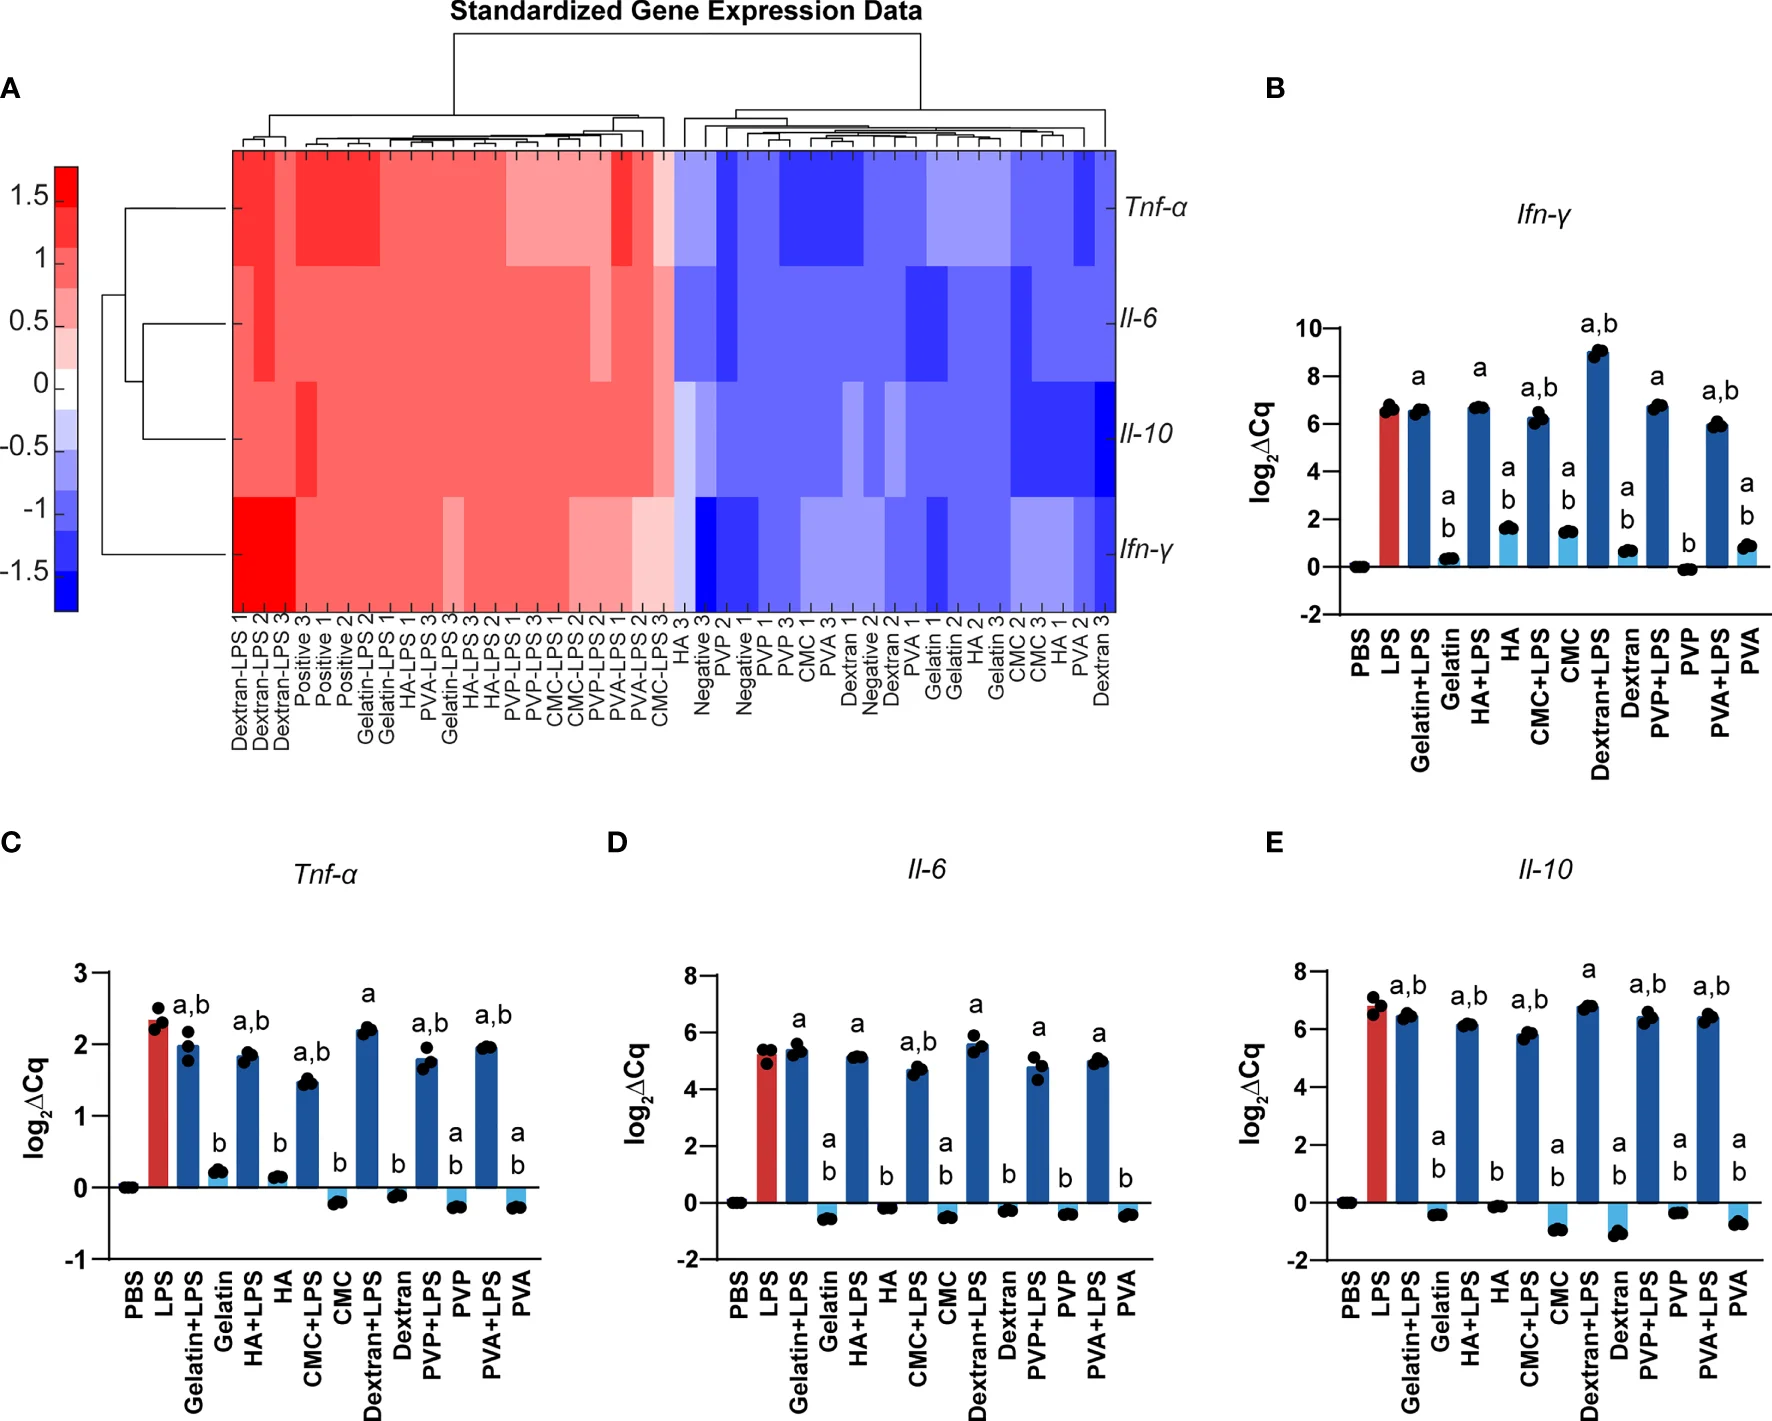 Standardized Gene Expression Data
A
1.5
1
0.5
0
-0.5
-1
-1.5
Tnf-α
Il-6
Il-10
Ifn-γ
Dextran-LPS 1
Dextran-LPS 2
Dextran-LPS 3
Positive 3
Positive 1
Positive 2
Gelatin-LPS 2
Gelatin-LPS 1
HA-LPS 1
PVA-LPS 3
Gelatin-LPS 3
HA-LPS 3
HA-LPS 2
PVP-LPS 1
PVP-LPS 3
CMC-LPS 1
CMC-LPS 2
PVP-LPS 2
PVA-LPS 1
PVA-LPS 2
CMC-LPS 3
HA 3
Negative 3
PVP 2
Negative 1
PVP 1
PVP 3
CMC 1
PVA 3
Dextran 1
Negative 2
Dextran 2
PVA 1
Gelatin 1
Gelatin 2
HA 2
Gelatin 3
CMC 2
CMC 3
HA 1
PVA 2
Dextran 3
B
Ifn-γ
log2ΔCq
10
8
6
4
2
0
-2
a
a
b
a
a
b
a,b
a
b
a,b
a
b
a
b
a,b
a
b
PBS
LPS
Gelatin+LPS
Gelatin
HA+LPS
HA
CMC+LPS
CMC
Dextran+LPS
Dextran
PVP+LPS
PVP
PVA+LPS
PVA
C
Tnf-α
log2ΔCq
3
2
1
0
-1
a,b
b
a,b
b
a,b
b
a
b
a,b
a
b
a,b
a
b
PBS
LPS
Gelatin+LPS
Gelatin
HA+LPS
HA
CMC+LPS
CMC
Dextran+LPS
Dextran
PVP+LPS
PVP
PVA+LPS
PVA
D
Il-6
log2ΔCq
8
6
4
2
0
-2
a
a
b
a
b
a,b
a
b
a
b
a
b
a
b
PBS
LPS
Gelatin+LPS
Gelatin
HA+LPS
HA
CMC+LPS
CMC
Dextran+LPS
Dextran
PVP+LPS
PVP
PVA+LPS
PVA
E
Il-10
log2ΔCq
8
6
4
2
0
-2
a,b
a
b
a,b
b
a,b
a
b
a
a
b
a,b
a
b
a,b
a
b
PBS
LPS
Gelatin+LPS
Gelatin
HA+LPS
HA
CMC+LPS
CMC
Dextran+LPS
Dextran
PVP+LPS
PVP
PVA+LPS
PVA